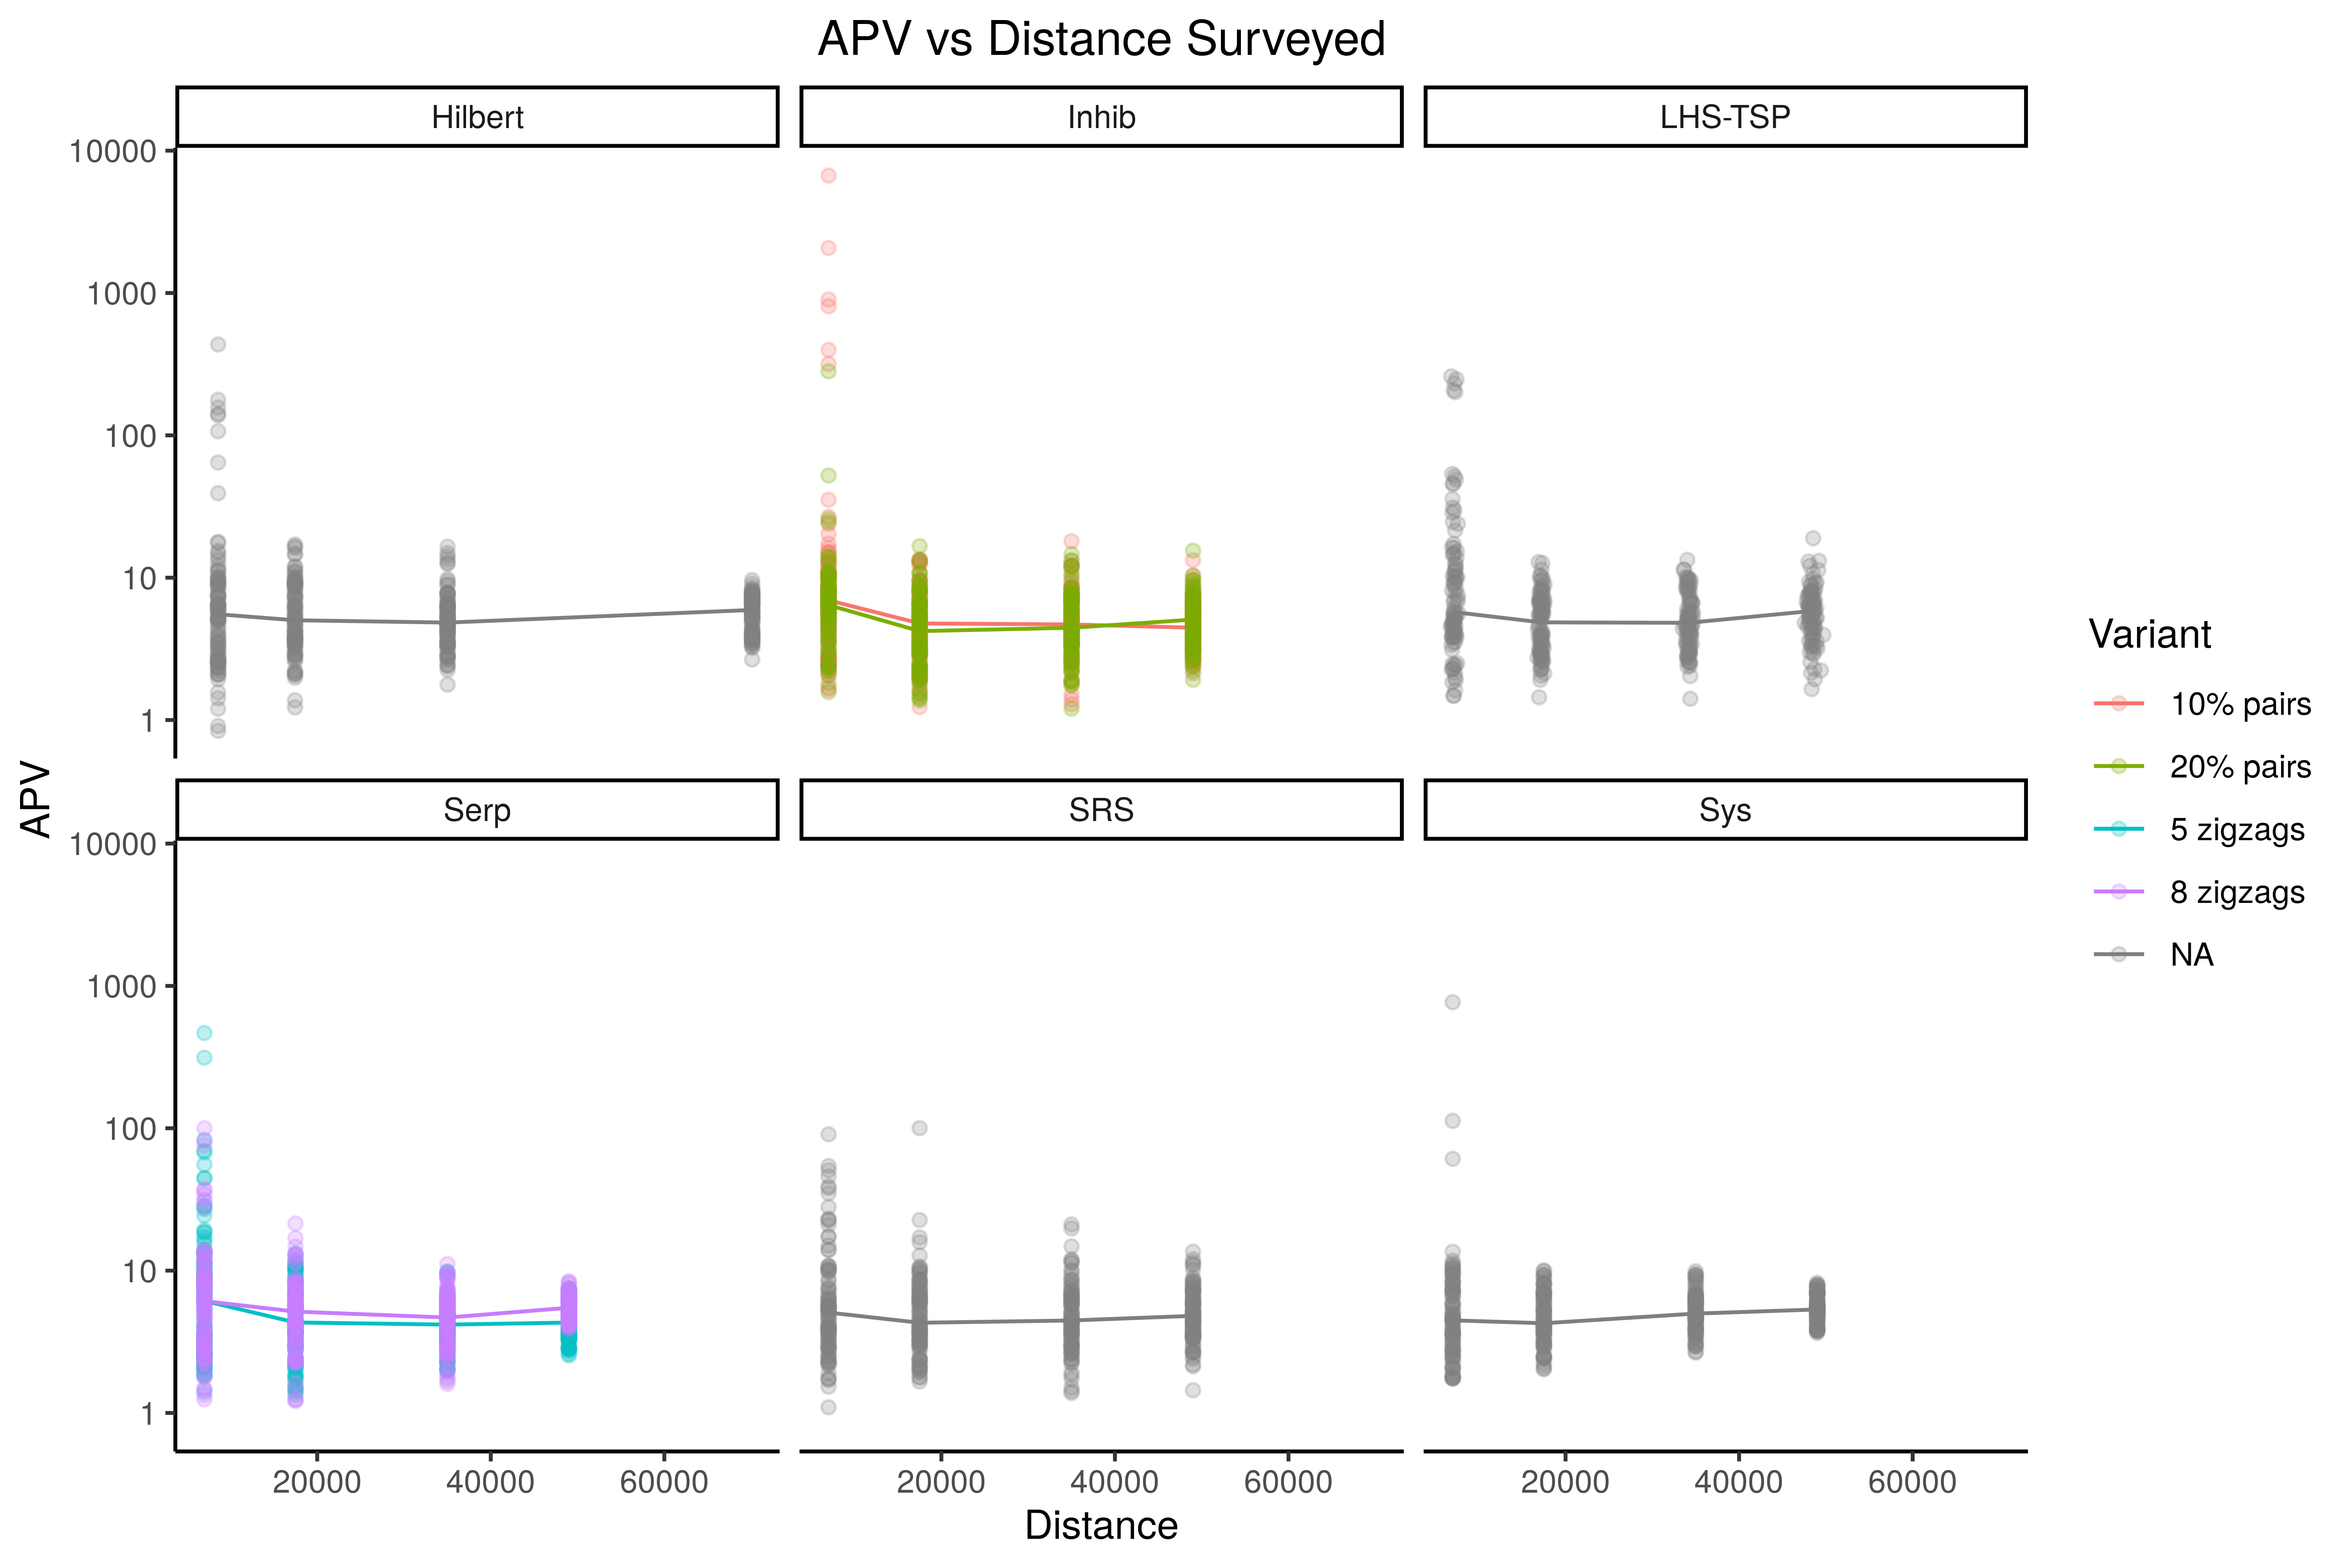 APV vs Distance Surveyed
Hilbert
Inhib
LHS-TSP
10000
1000
100
10
1
APV
Serp
SRS
Sys
10000
1000
100
10
1
20000
40000
60000
20000
40000
60000
20000
40000
60000
Distance
Variant
10% pairs
20% pairs
5 zigzags
8 zigzags
NA